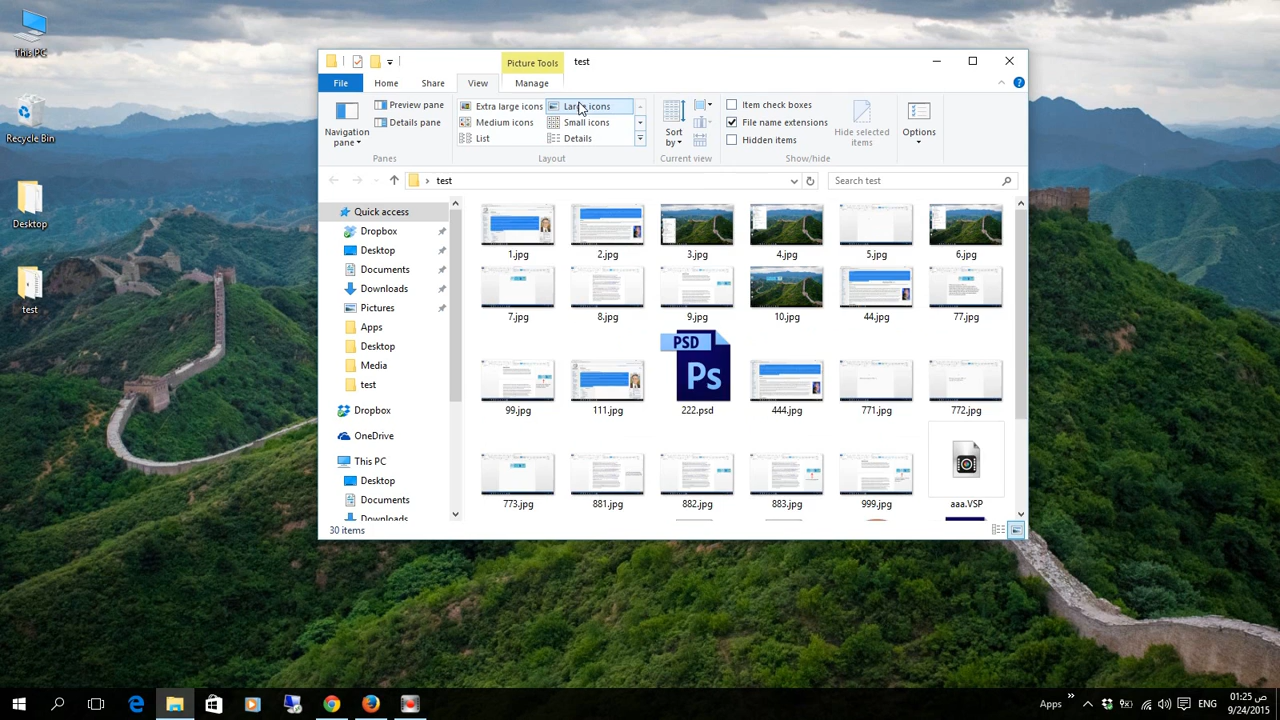 This PC
Recycle Bin
Desktop
test
Picture Tools
test
File
Home
Share
View
Manage
Navigation pane
Preview pane
Details pane
Panes
Extra large icons
Large icons
Medium icons
Small icons
List
Details
Layout
Sort by
Current view
Item check boxes
File name extensions
Hidden items
Hide selected items
Show/hide
Options
test
Search test
Quick access
Dropbox
Desktop
Documents
Downloads
Pictures
Apps
Desktop
Media
test
Dropbox
OneDrive
This PC
Desktop
Documents
Downloads
1.jpg
2.jpg
3.jpg
4.jpg
5.jpg
6.jpg
7.jpg
8.jpg
9.jpg
10.jpg
44.jpg
77.jpg
PSD
Ps
99.jpg
111.jpg
222.psd
444.jpg
771.jpg
772.jpg
773.jpg
881.jpg
882.jpg
883.jpg
999.jpg
aaa.VSP
30 items
Apps
ENG
01:25 ص
9/24/2015